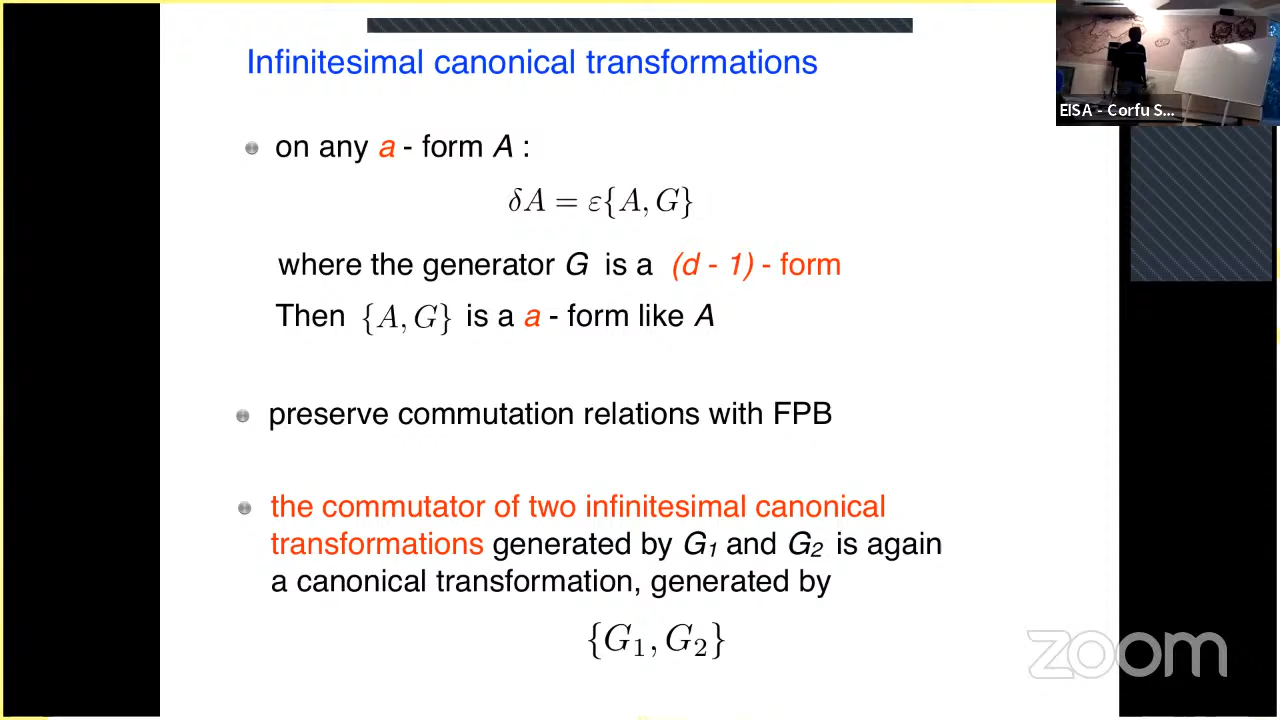 Infinitesimal canonical transformations
EISA - Corfu S...
on any a - form A :
δA = ε{A, G}
where the generator G is a (d - 1) - form
Then {A, G} is a a - form like A
preserve commutation relations with FPB
the commutator of two infinitesimal canonical
transformations generated by G₁ and G₂ is again
a canonical transformation, generated by
{G₁, G₂}
zoom